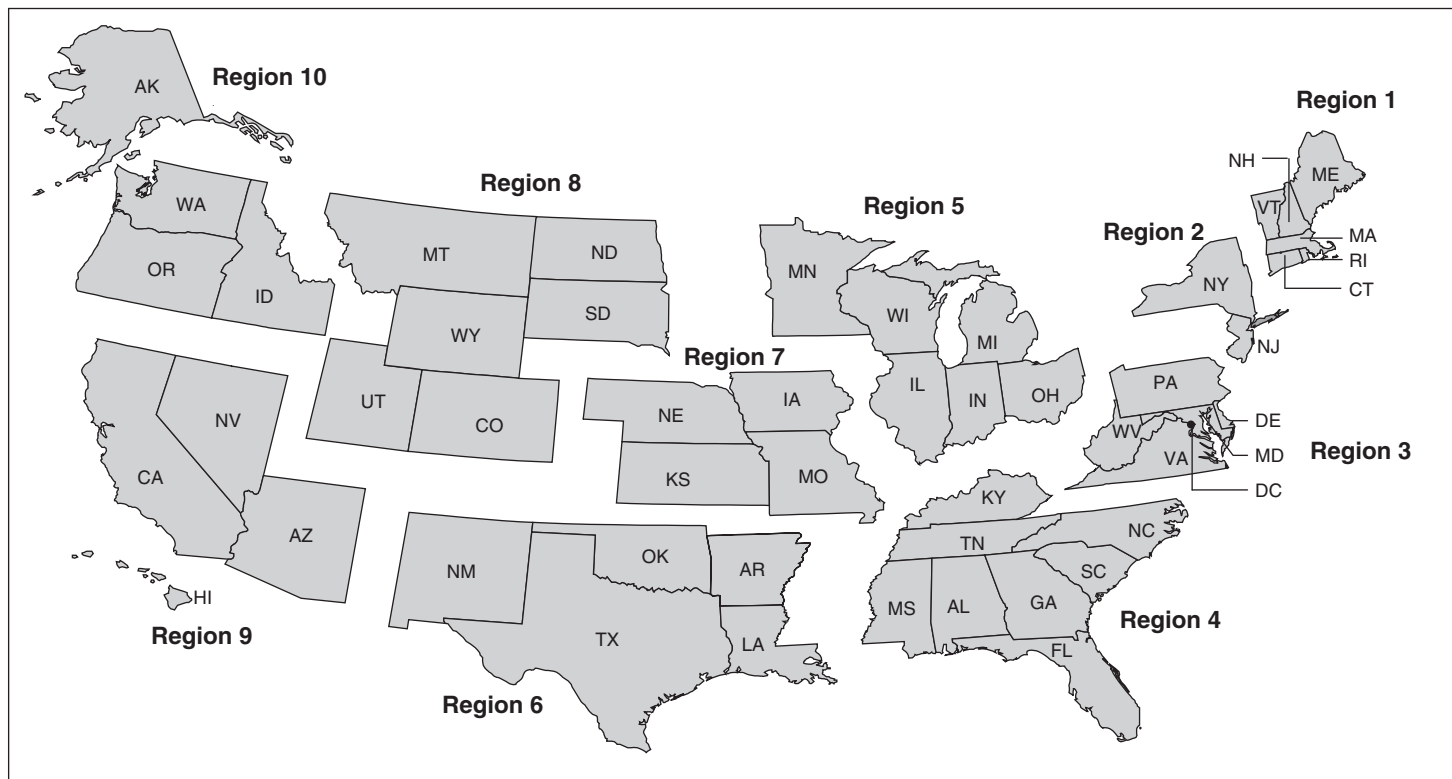 Region 10
AK
WA
OR
ID
Region 8
MT
ND
SD
WY
UT
CO
Region 5
MN
WI
MI
IL
IN
OH
Region 1
NH
ME
VT
MA
RI
CT
Region 2
NY
NJ
Region 7
NE
IA
KS
MO
PA
WV
VA
DE
MD
DC
Region 3
Region 9
CA
NV
AZ
HI
Region 6
NM
OK
AR
TX
LA
Region 4
KY
TN
NC
SC
MS
AL
GA
FL